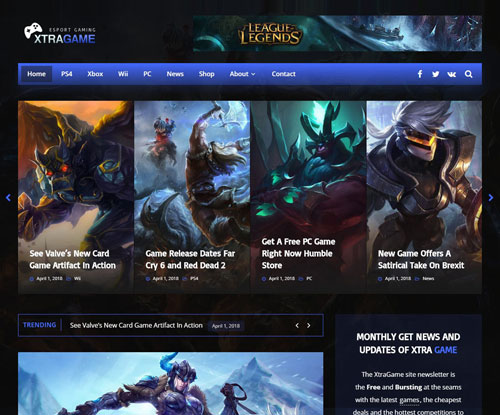 ESPORT GAMING
XTRAGAME
LEAGUE
OF
LEGENDS
Home PS4 Xbox Wii PC News Shop About Contact
See Valve's New Card
Game Artifact In Action
April 1, 2018 Wii
Game Release Dates Far
Cry 6 and Red Dead 2
April 1, 2018 PS4
Get A Free PC Game
Right Now Humble
Store
April 1, 2018 PC
New Game Offers A
Satirical Take On Brexit
April 1, 2018 News
TRENDING See Valve's New Card Game Artifact In Action April 1, 2018
MONTHLY GET NEWS AND
UPDATES OF XTRA GAME
The XtraGame site newsletter is
the Free and Bursting at the seams
with the latest games, the cheapest
deals and the hottest competitions to